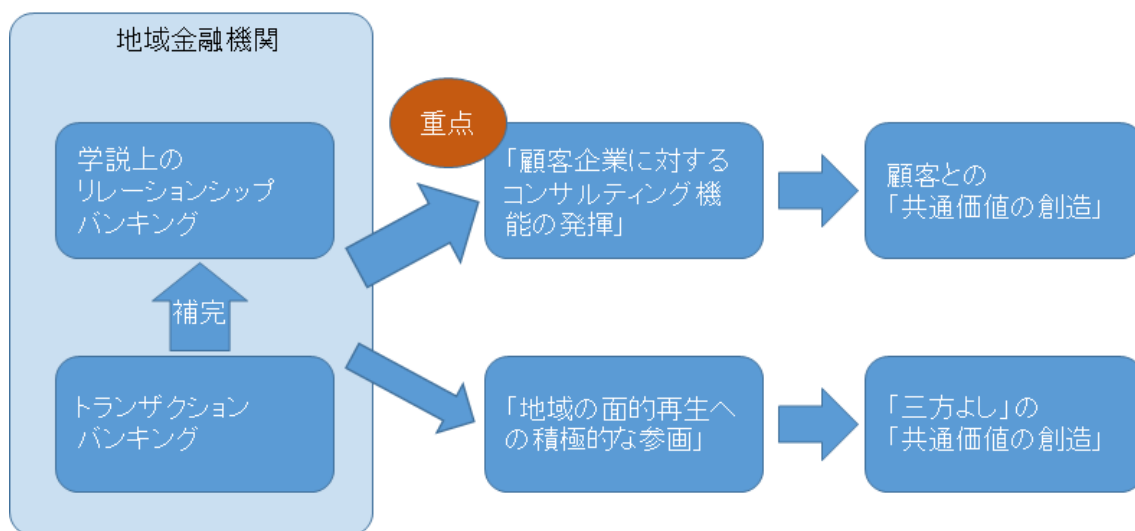 地域金融機関
学説上の
リレーションシップ
バンキング
補完
トランザクション
バンキング
重点
「顧客企業に対する
コンサルティング機
能の発揮」
顧客との
「共通価値の創造」
「地域の面的再生へ
の積極的な参画」
「三方よし」の
「共通価値の創造」